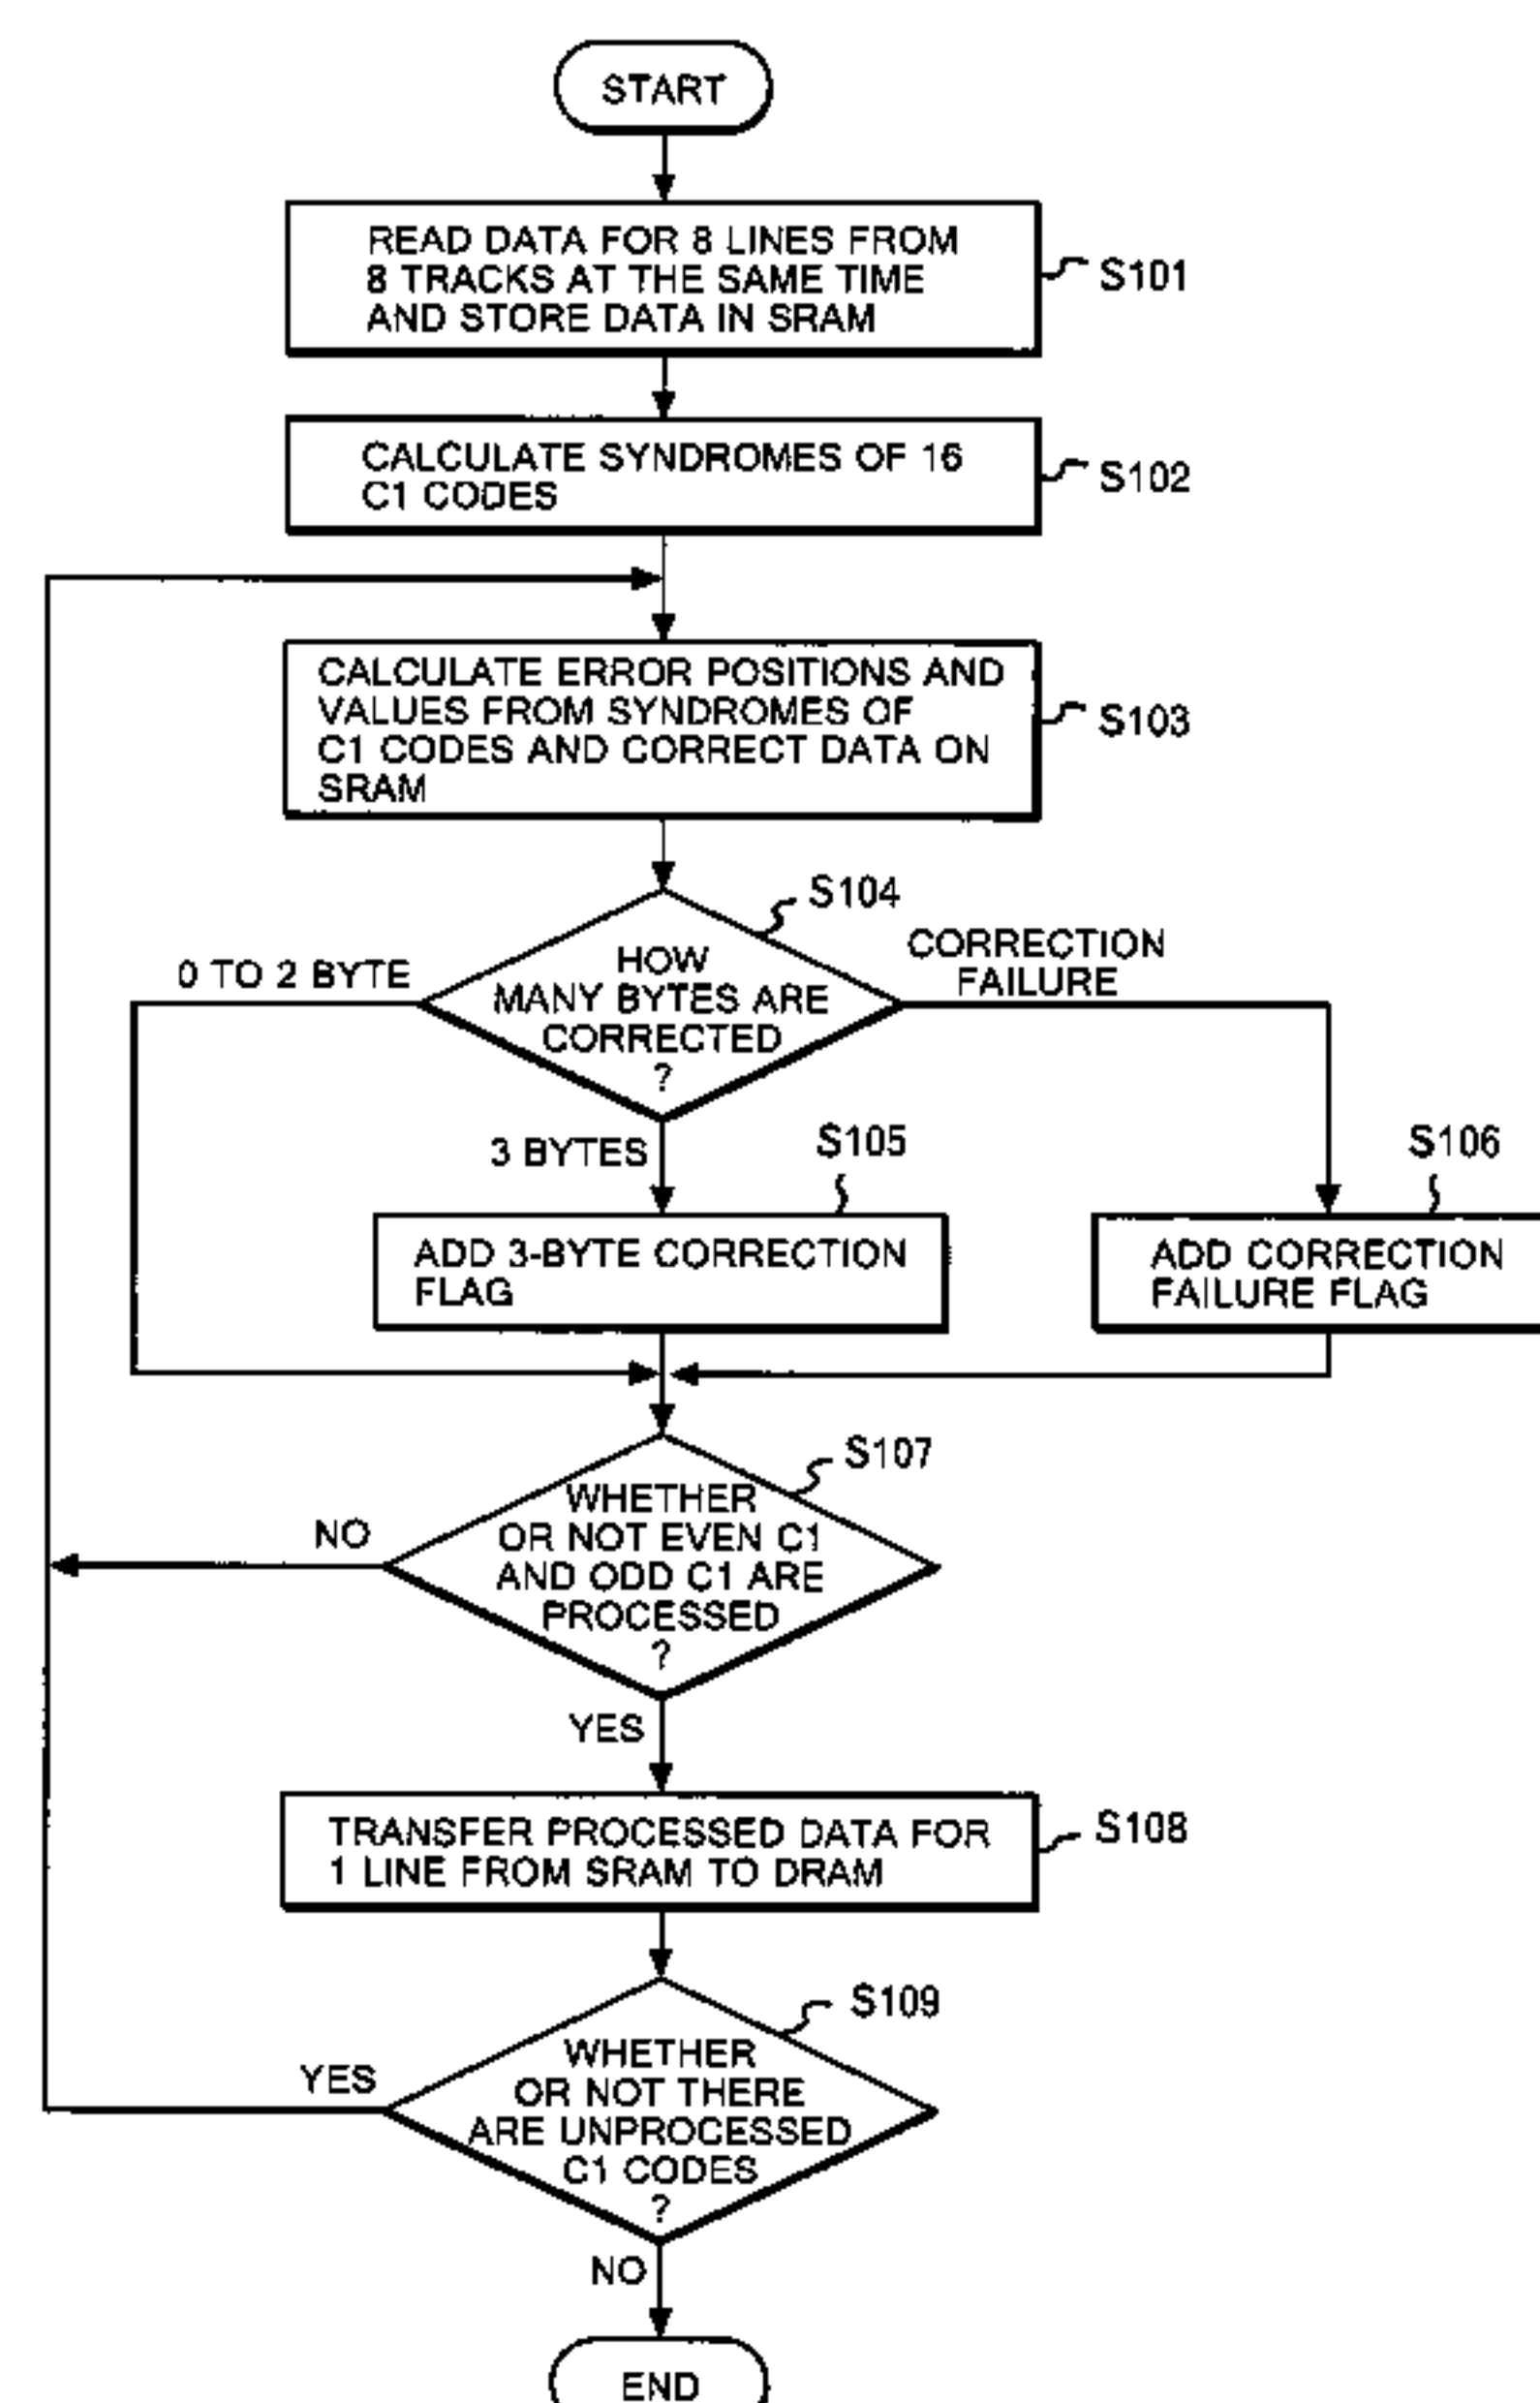 START
READ DATA FOR 8 LINES FROM
8 TRACKS AT THE SAME TIME
AND STORE DATA IN SRAM
S101
CALCULATE SYNDROMES OF 16
C1 CODES
S102
CALCULATE ERROR POSITIONS AND
VALUES FROM SYNDROMES OF
C1 CODES AND CORRECT DATA ON
SRAM
S103
S104
HOW
MANY BYTES ARE
CORRECTED
?
0 TO 2 BYTE
CORRECTION
FAILURE
3 BYTES
S105
ADD 3-BYTE CORRECTION
FLAG
S106
ADD CORRECTION
FAILURE FLAG
S107
WHETHER
OR NOT EVEN C1
AND ODD C1 ARE
PROCESSED
?
NO
YES
TRANSFER PROCESSED DATA FOR
1 LINE FROM SRAM TO DRAM
S108
S109
WHETHER
OR NOT THERE
ARE UNPROCESSED
C1 CODES
?
YES
NO
END